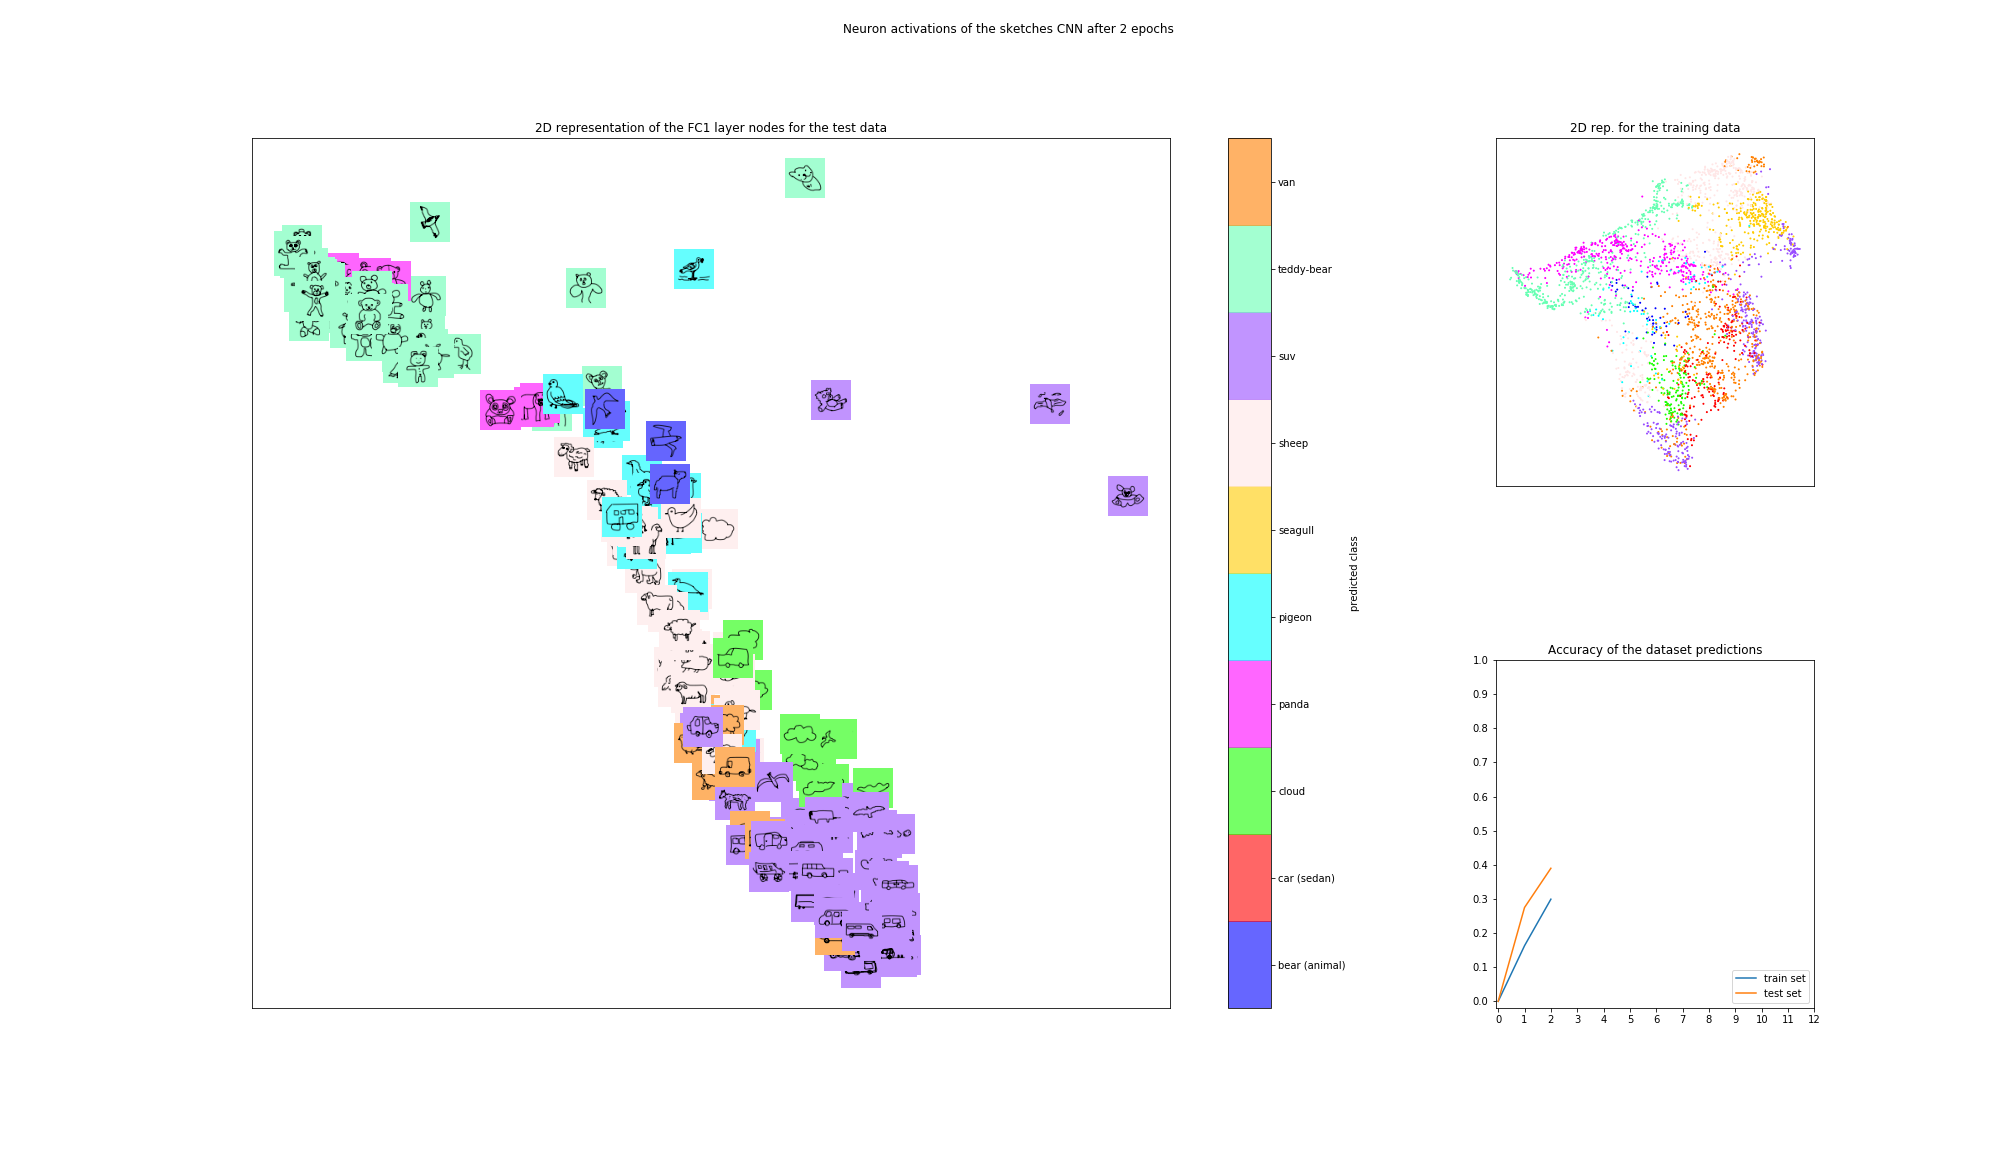 Neuron activations of the sketches CNN after 2 epochs
2D representation of the FC1 layer nodes for the test data
van
teddy-bear
suv
sheep
seagull
pigeon
panda
cloud
car (sedan)
bear (animal)
predicted class
2D rep. for the training data
Accuracy of the dataset predictions
1.0
0.9
0.8
0.7
0.6
0.5
0.4
0.3
0.2
0.1
0.0
train set
test set
0 1 2 3 4 5 6 7 8 9 10 11 12